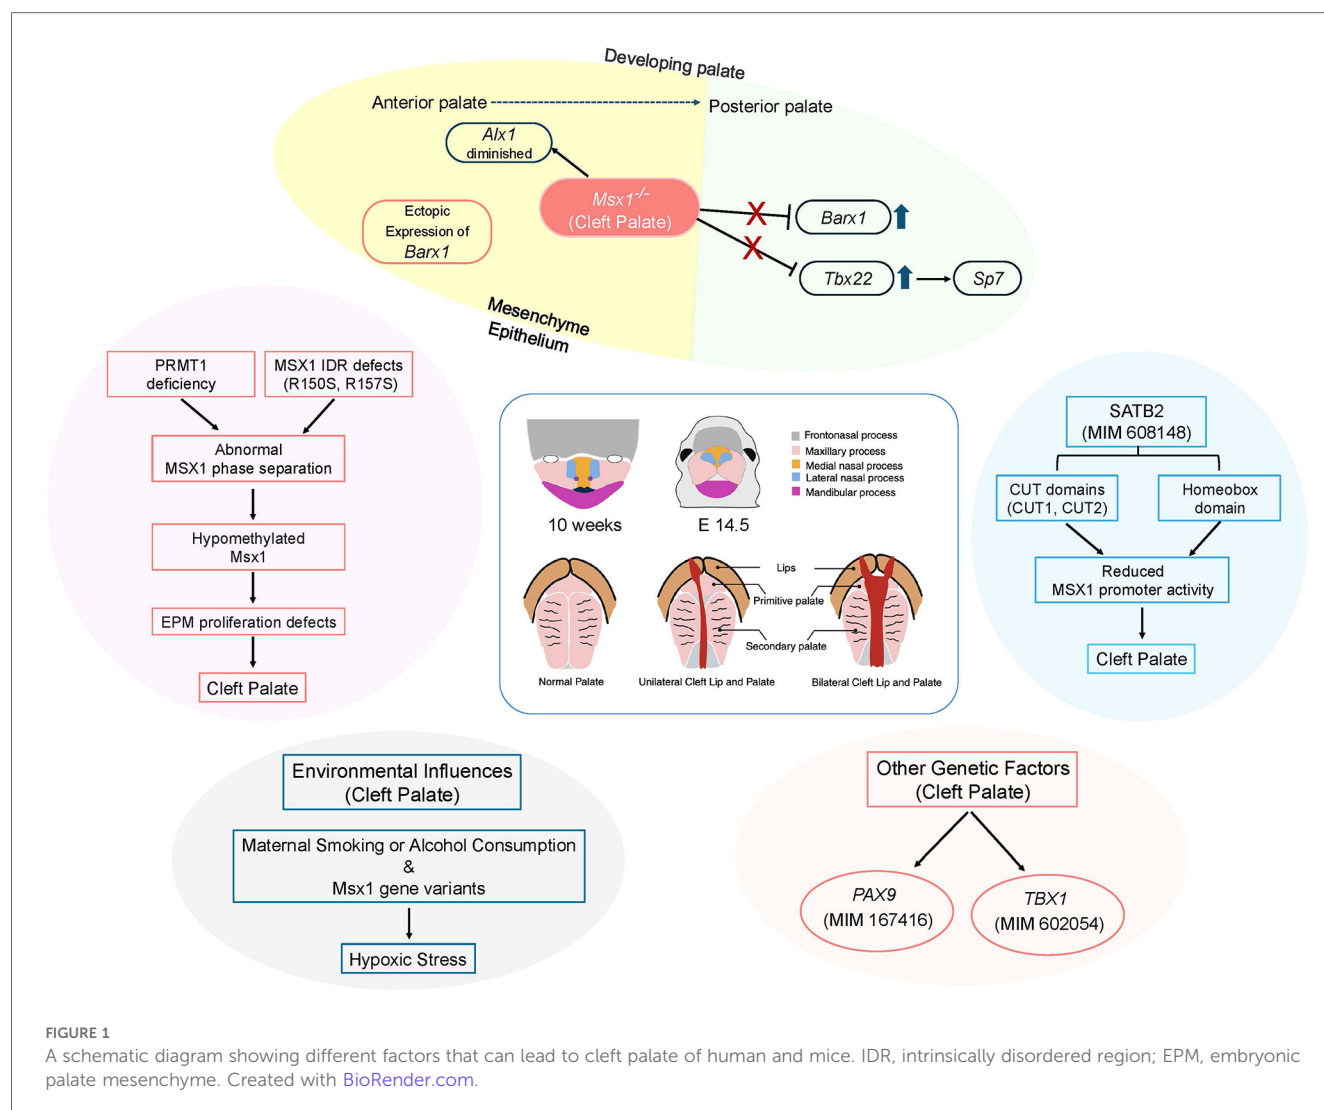 Developing palate
Anterior palate
Posterior palate
Alx1
diminished
Msx1-/-
(Cleft Palate)
Ectopic
Expression of
Barx1
X
Barx1
X
Tbx22
Sp7
Mesenchyme
Epithelium
PRMT1
deficiency
MSX1 IDR defects
(R150S, R157S)
Abnormal
MSX1 phase separation
Hypomethylated
Msx1
EPM proliferation defects
Cleft Palate
Frontonasal process
Maxillary process
Medial nasal process
Lateral nasal process
Mandibular process
10 weeks
E 14.5
Lips
Primitive palate
Secondary palate
Normal Palate
Unilateral Cleft Lip and Palate
Bilateral Cleft Lip and Palate
SATB2
(MIM 608148)
CUT domains
(CUT1, CUT2)
Homeobox
domain
Reduced
MSX1 promoter activity
Cleft Palate
Environmental Influences
(Cleft Palate)
Maternal Smoking or Alcohol Consumption
&
Msx1 gene variants
Hypoxic Stress
Other Genetic Factors
(Cleft Palate)
PAX9
(MIM 167416)
TBX1
(MIM 602054)
FIGURE 1
A schematic diagram showing different factors that can lead to cleft palate of human and mice. IDR, intrinsically disordered region; EPM, embryonic
palate mesenchyme. Created with BioRender.com.